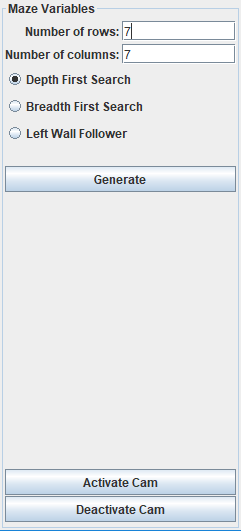 Maze Variables
Number of rows: 7
Number of columns: 7
Depth First Search
Breadth First Search
Left Wall Follower
Generate
Activate Cam
Deactivate Cam